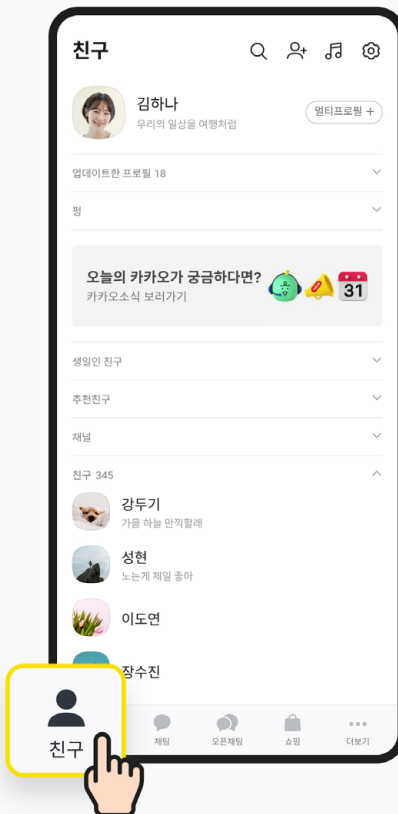 친구
김하나
우리의 일상을 여행처럼
멀티프로필 +
업데이트한 프로필 18
펑
오늘의 카카오가 궁금하다면?
카카오소식 보러가기
31
생일인 친구
추천친구
채널
친구 345
강두기
가을 하늘 만끽할래
성현
노는게 제일 좋아
이도연
장수진
친구
채팅
오픈채팅
쇼핑
더보기